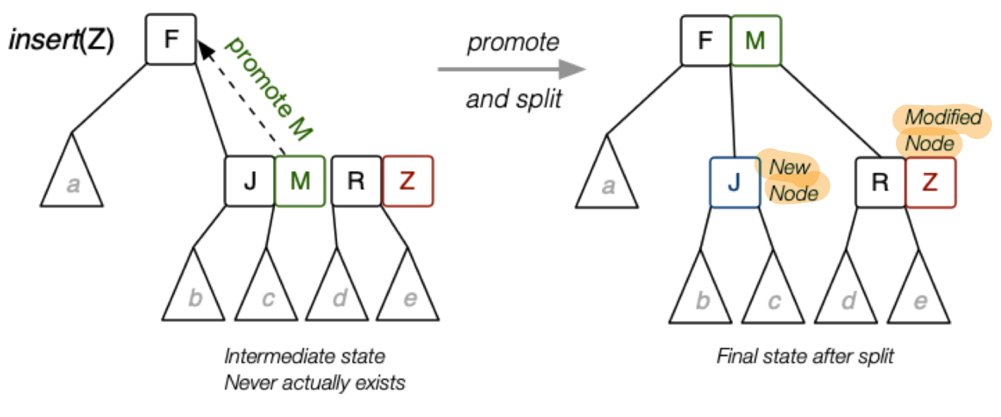 insert(Z)
F
promote M
a
J M R Z
b c d e
Intermediate state
Never actually exists
promote
and split
F M
a
New
Node
J
Modified
Node
R Z
b c d e
Final state after split